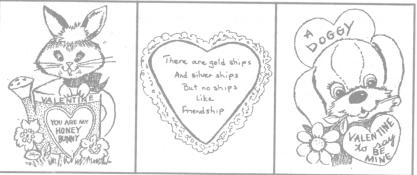 VALENTINE
YOU ARE MY
HONEY
BUNNY
There are gold ships
And silver ships
But no ships
Like
Friendship
A
DOGGY
VALENTINE
to say
BE
MINE